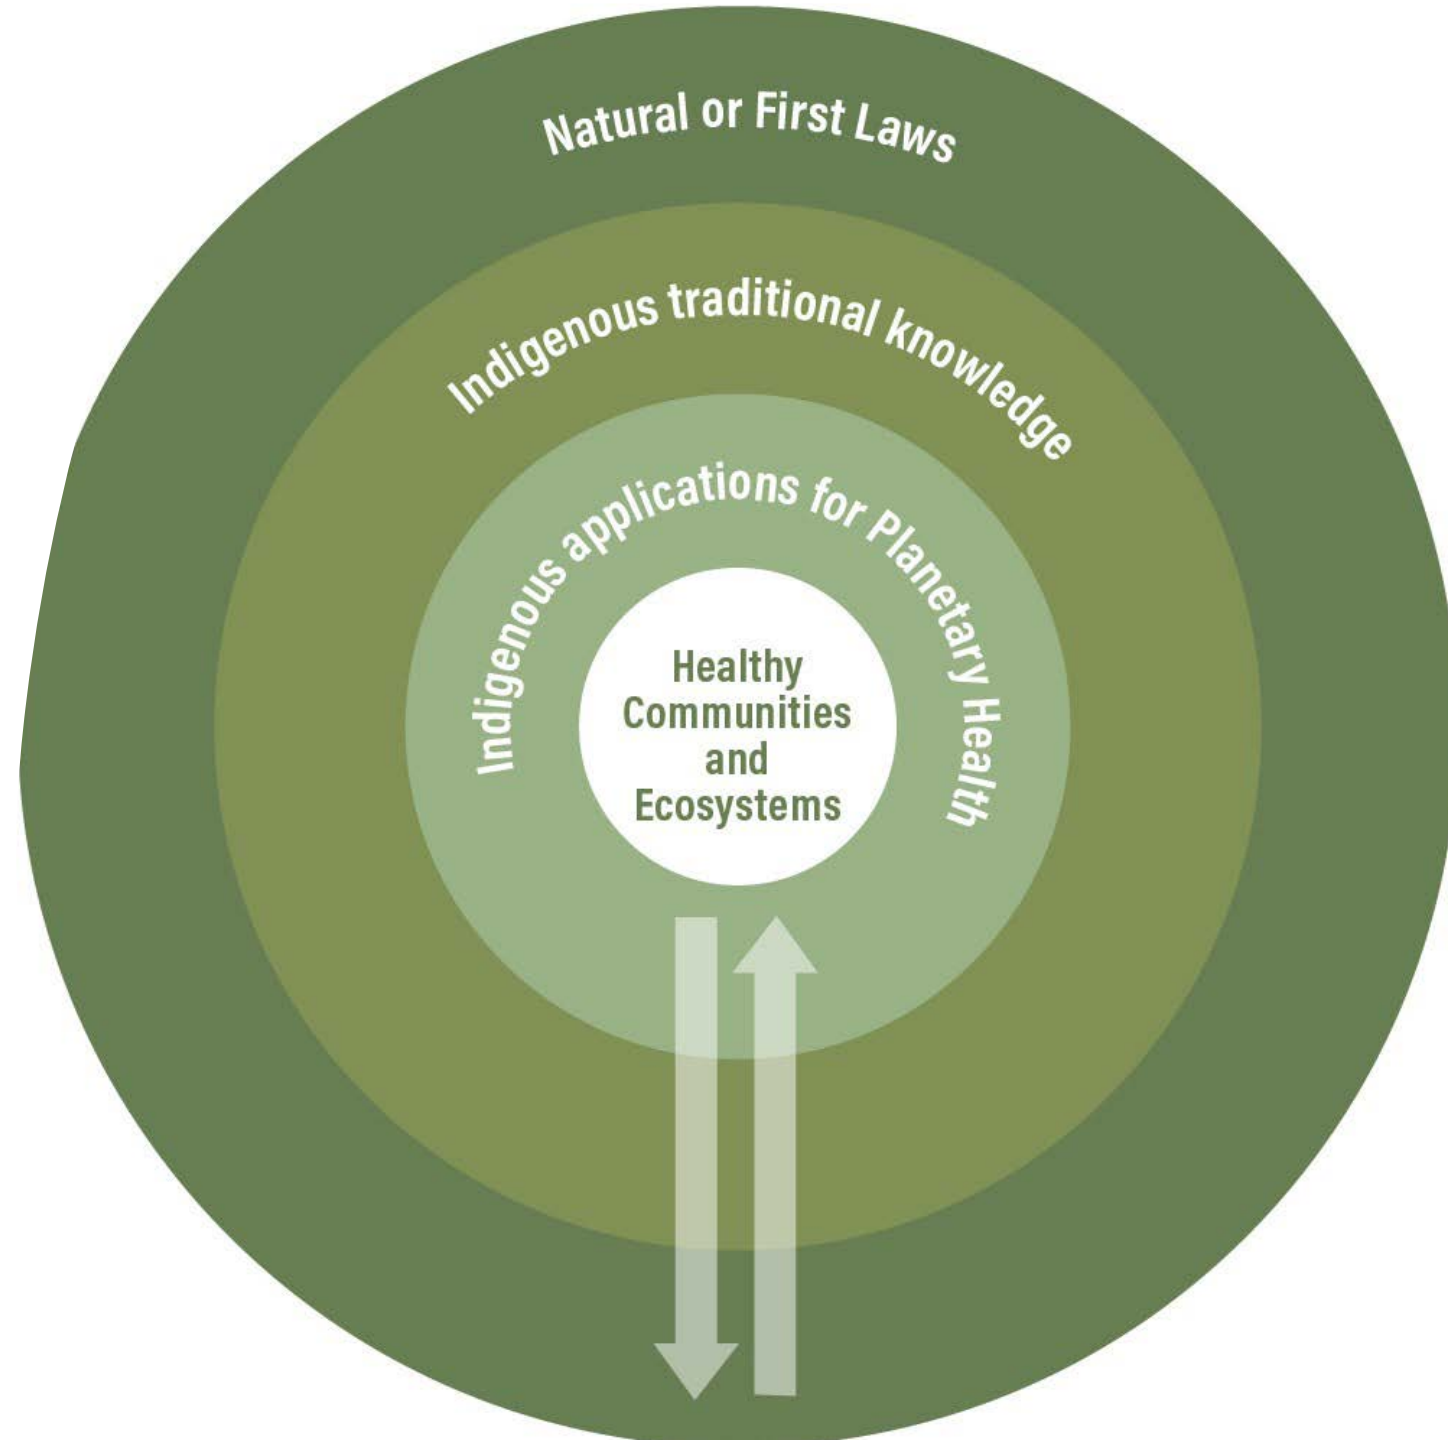 Natural or First Laws
Indigenous traditional knowledge
Indigenous applications for Planetary Health
Healthy
Communities
and
Ecosystems